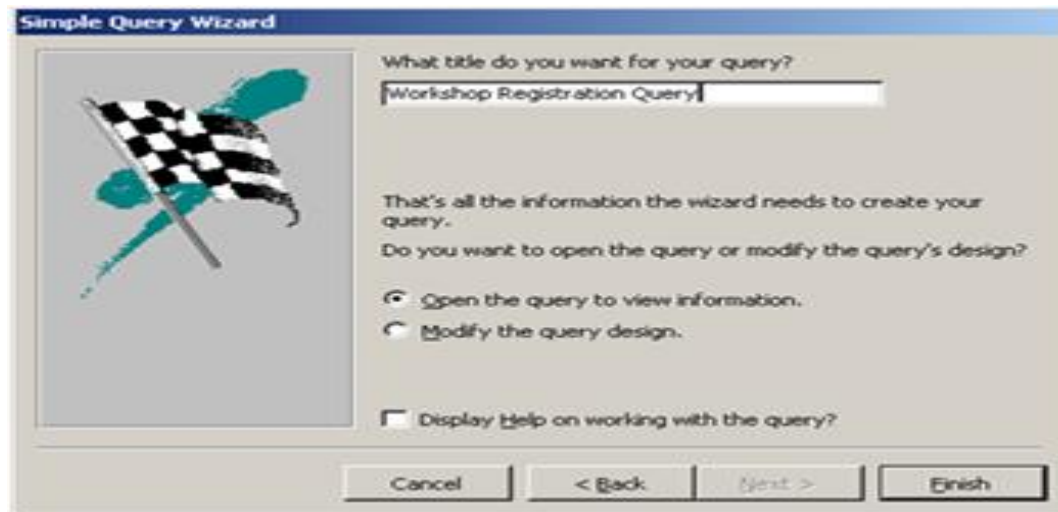 Simple Query Wizard
What title do you want for your query?
Workshop Registration Query
That's all the information the wizard needs to create your
query.
Do you want to open the query or modify the query's design?
Open the query to view information.
Modify the query design.
Display Help on working with the query?
Cancel
< Back
Next >
Finish